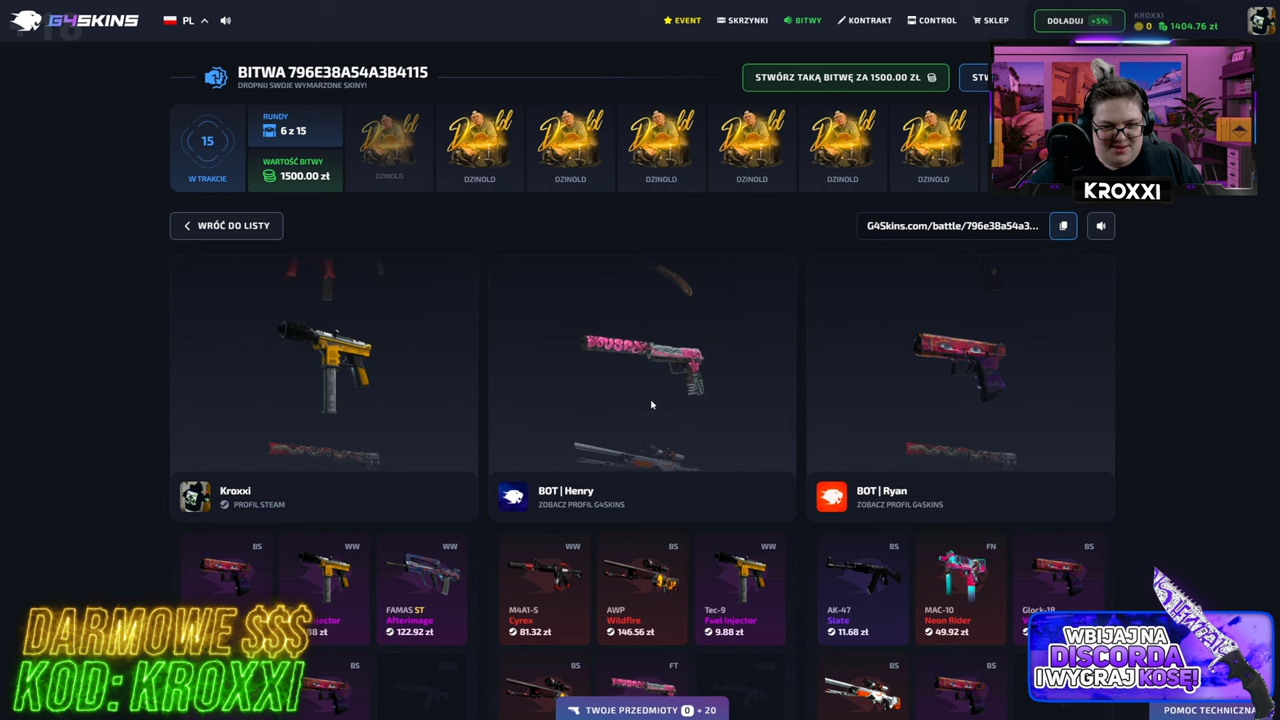 G4SKINS
PL
EVENT
SKRZYNKI
BITWY
KONTRAKT
CONTROL
SKLEP
DOŁADUJ +5%
KROXXI
0 1404.76 zł
BITWA 796E38A54A3B4115
DROPNIJ SWOJE WYMARZONE SKINY!
STWÓRZ TAKĄ BITWĘ ZA 1500.00 ZŁ
15
W TRAKCIE
RUNDY
6 z 15
WARTOŚĆ BITWY
1500.00 zł
DZINOLD
DZINOLD
DZINOLD
DZINOLD
DZINOLD
DZINOLD
DZINOLD
KROXXI
WRÓĆ DO LISTY
G4Skins.com/battle/796e38a54a3...
Kroxxi
PROFIL STEAM
BOT | Henry
ZOBACZ PROFIL G4SKINS
BOT | Ryan
ZOBACZ PROFIL G4SKINS
BS
WW
WW
FAMAS ST
Afterimage
122.92 zł
WW
M4A1-S
Cyrex
81.32 zł
BS
AWP
Wildfire
146.56 zł
WW
Tec-9
Fuel Injector
9.88 zł
BS
AK-47
Slate
11.68 zł
FN
MAC-10
Neon Rider
49.92 zł
BS
Glock-18
BS
BS
FT
BS
BS
DARMOWE $$$
KOD: KROXXI
TWOJE PRZEDMIOTY 0 + 20
WBIJAJ NA
DISCORDA
I WYGRAJ KOSĘ!
POMOC TECHNICZNA